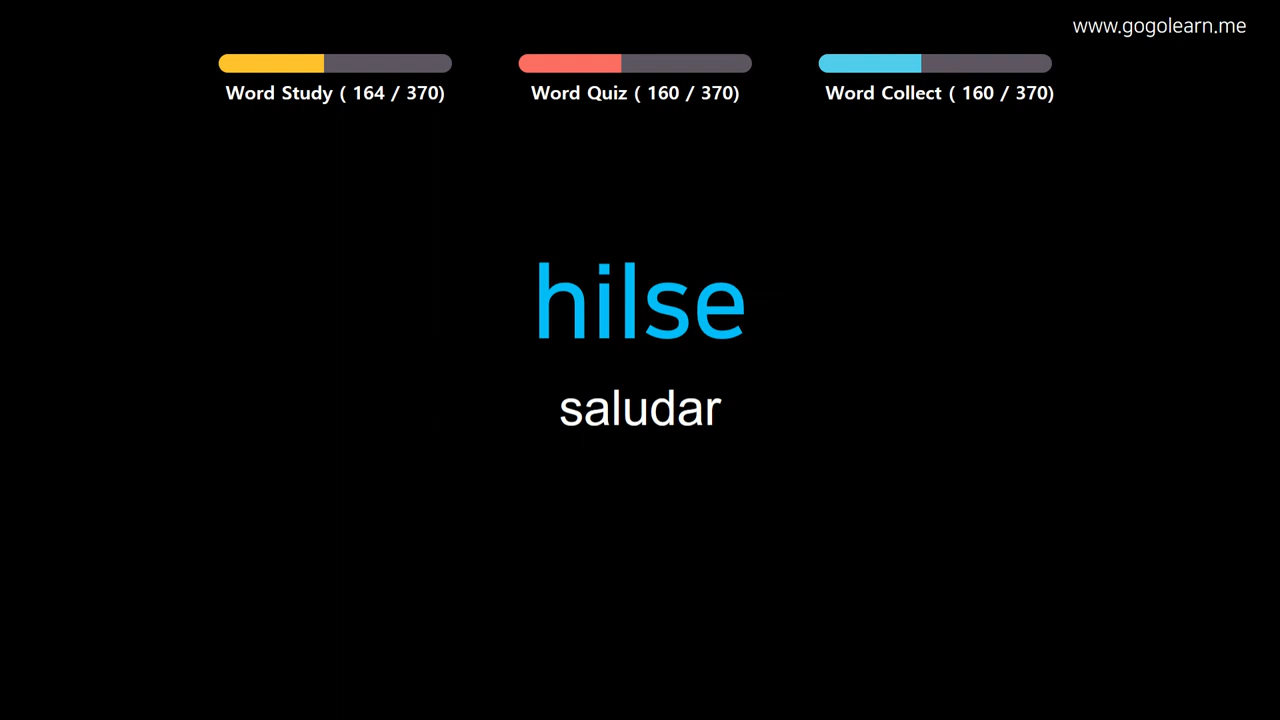 www.gogolearn.me
Word Study ( 164 / 370)
Word Quiz ( 160 / 370)
Word Collect ( 160 / 370)
hilse
saludar